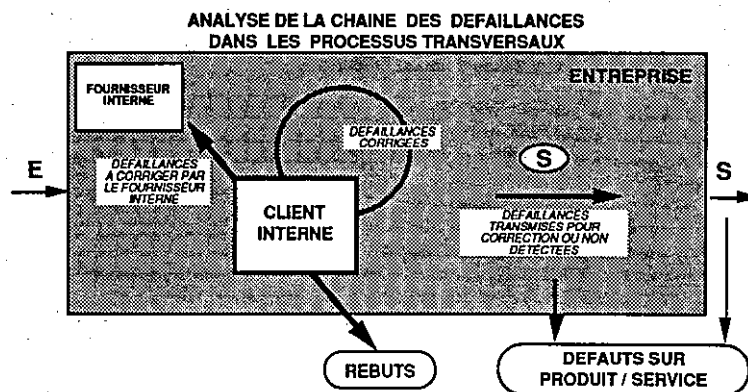 ANALYSE DE LA CHAINE DES DEFAILLANCES
DANS LES PROCESSUS TRANSVERSAUX
ENTREPRISE
FOURNISSEUR
INTERNE
DEFAILLANCES
CORRIGEES
S
E
DEFAILLANCES
A CORRIGER PAR
LE FOURNISSEUR
INTERNE
S
CLIENT
INTERNE
DEFAILLANCES
TRANSMISES POUR
CORRECTION OU NON
DETECTEES
REBUTS
DEFAUTS SUR
PRODUIT / SERVICE